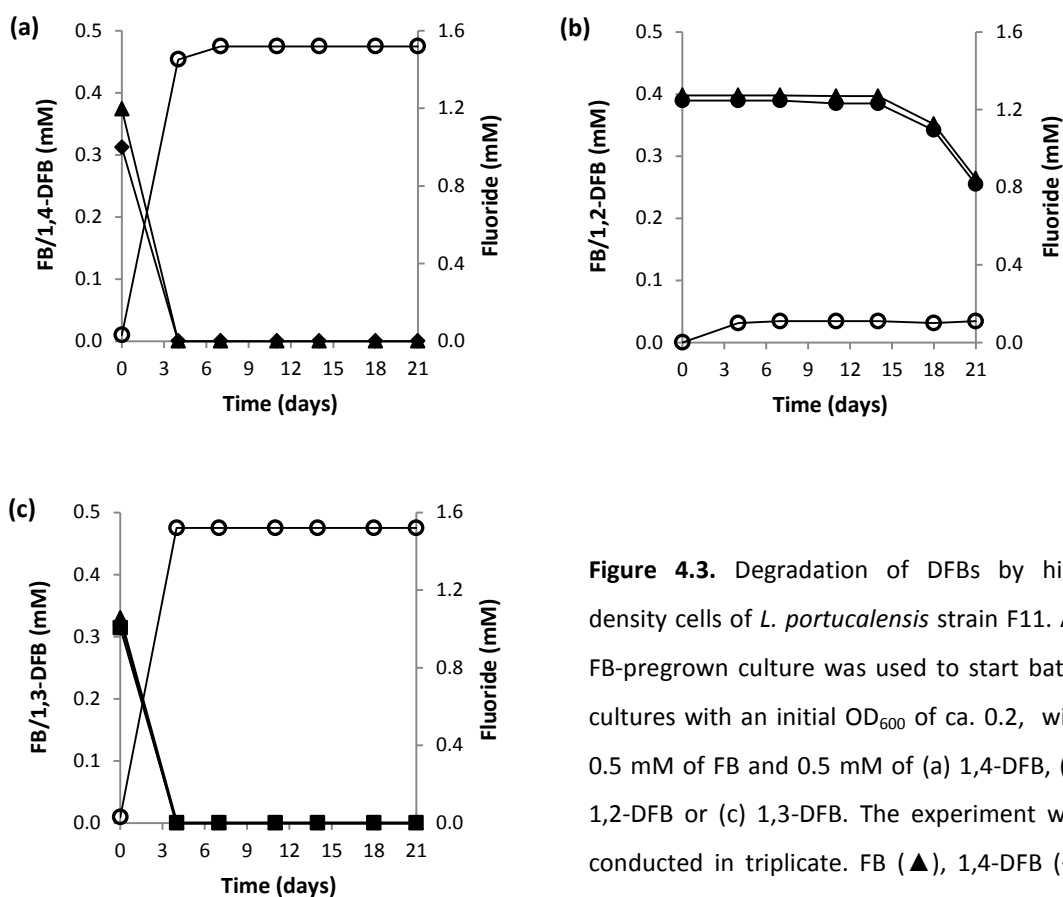 (a)
0.5
0.4
0.3
0.2
0.1
0.0
FB/1,4-DFB (mM)
1.6
1.2
0.8
0.4
0.0
Fluoride (mM)
0 3 6 9 12 15 18 21
Time (days)
(b)
0.5
0.4
0.3
0.2
0.1
0.0
FB/1,2-DFB (mM)
1.6
1.2
0.8
0.4
0.0
Fluoride (mM)
0 3 6 9 12 15 18 21
Time (days)
(c)
0.5
0.4
0.3
0.2
0.1
0.0
FB/1,3-DFB (mM)
1.6
1.2
0.8
0.4
0.0
Fluoride (mM)
0 3 6 9 12 15 18 21
Time (days)
Figure 4.3. Degradation of DFBs by hi
density cells of L. portucalensis strain F11.
FB-pregrown culture was used to start bat
cultures with an initial OD600 of ca. 0.2, wi
0.5 mM of FB and 0.5 mM of (a) 1,4-DFB, (
1,2-DFB or (c) 1,3-DFB. The experiment w
conducted in triplicate. FB (▲), 1,4-DFB (